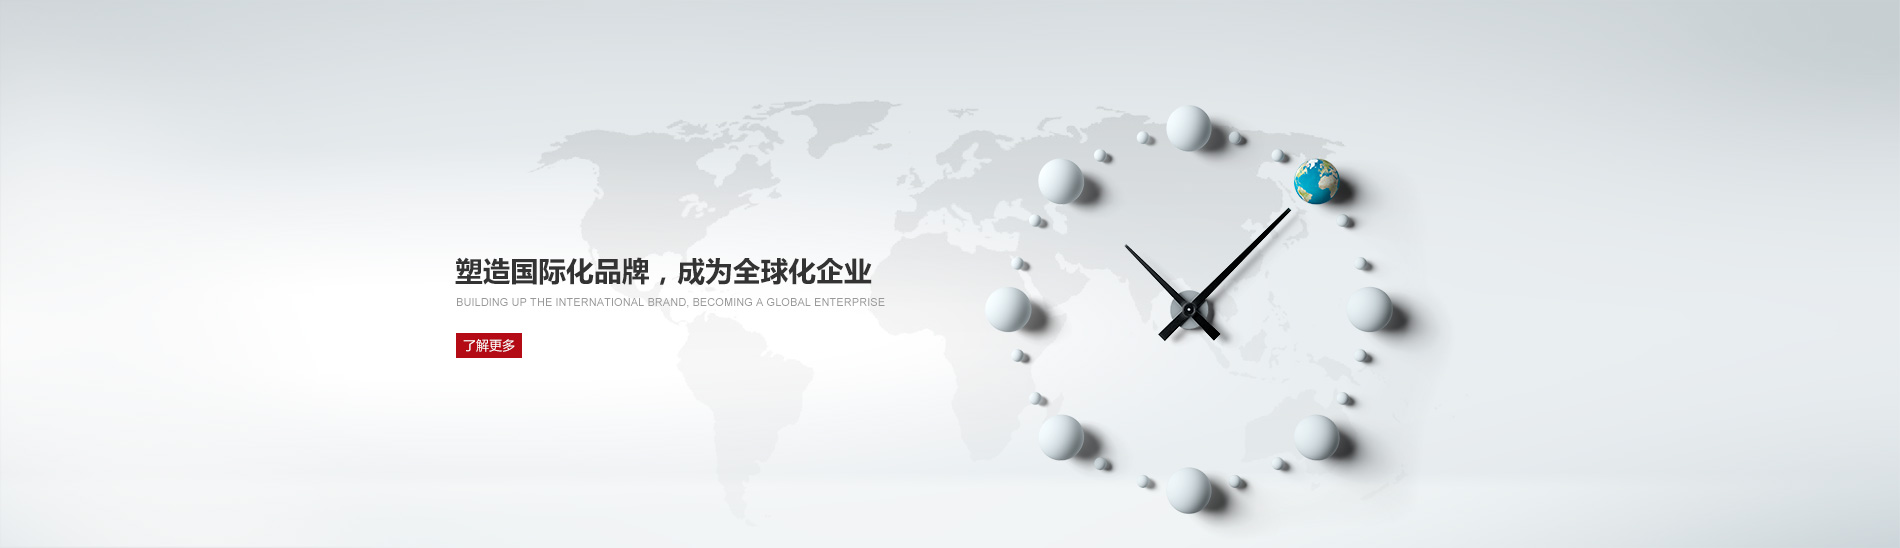 塑造国际化品牌，成为全球化企业
BUILDING UP THE INTERNATIONAL BRAND, BECOMING A GLOBAL ENTERPRISE
了解更多